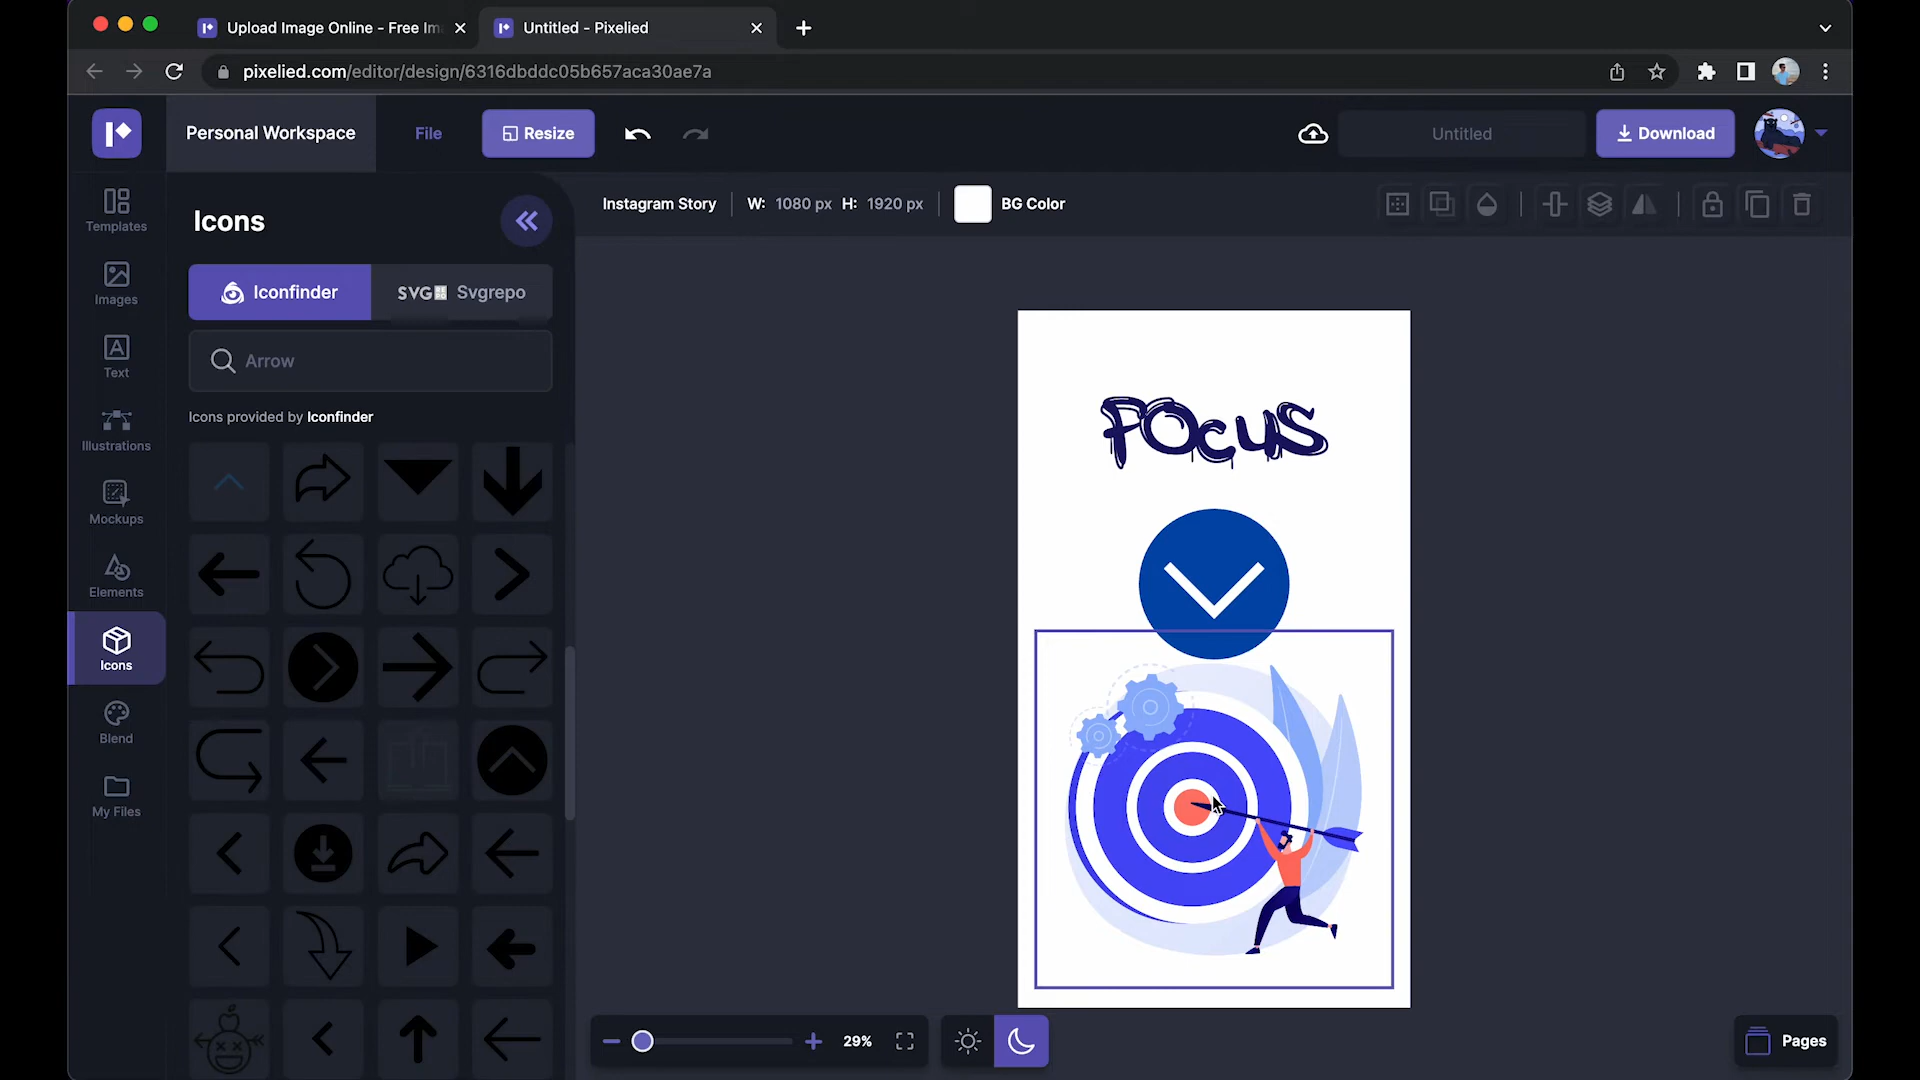 Upload Image Online - Free Im
Untitled - Pixelied
pixelied.com/editor/design/6316dbddc05b657aca30ae7a
Personal Workspace
File
Resize
Untitled
Download
Templates
Images
Text
Illustrations
Mockups
Elements
Icons
Blend
My Files
Icons
Iconfinder
SVG Svgrepo
Arrow
Icons provided by Iconfinder
Instagram Story
W: 1080 px H: 1920 px
BG Color
FOcuS
29%
Pages